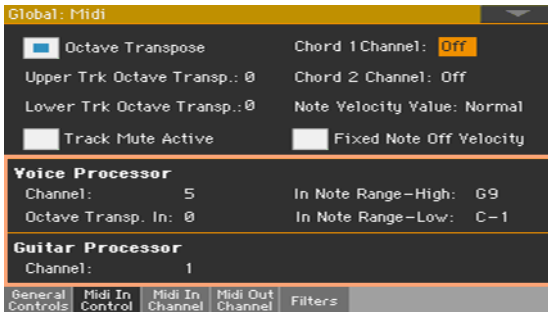 Global: Midi
Octave Transpose Chord 1 Channel: Off
Upper Trk Octave Transp.: 0 Chord 2 Channel: Off
Lower Trk Octave Transp.: 0 Note Velocity Value: Normal
Track Mute Active Fixed Note Off Velocity
Voice Processor
Channel: 5 In Note Range-High: G9
Octave Transp. In: 0 In Note Range-Low: C-1
Guitar Processor
Channel: 1
General Controls Midi In Control Midi In Channel Midi Out Channel Filters